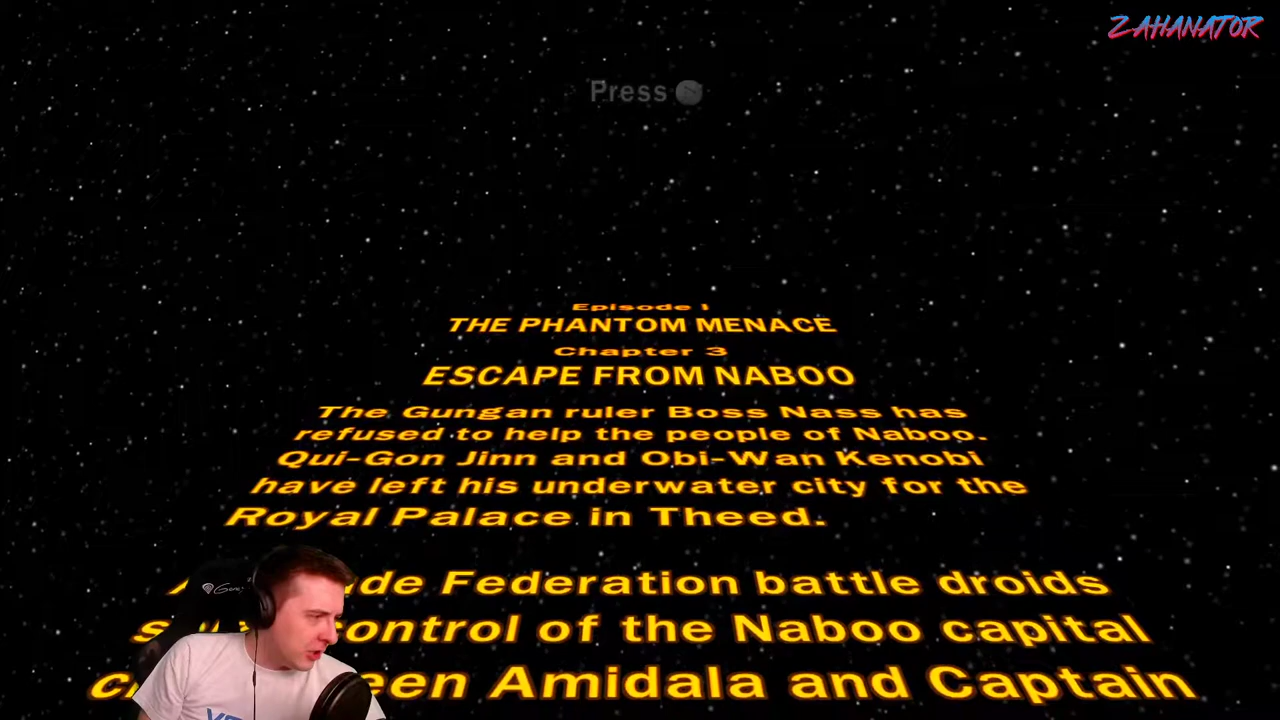 ZAHANATOR
Press
Episode I
THE PHANTOM MENACE
Chapter 3
ESCAPE FROM NABOO
The Gungan ruler Boss Nass has
refused to help the people of Naboo.
Qui-Gon Jinn and Obi-Wan Kenobi
have left his underwater city for the
Royal Palace in Theed.
Federation battle droids
control of the Naboo capital
Amidala and Captain